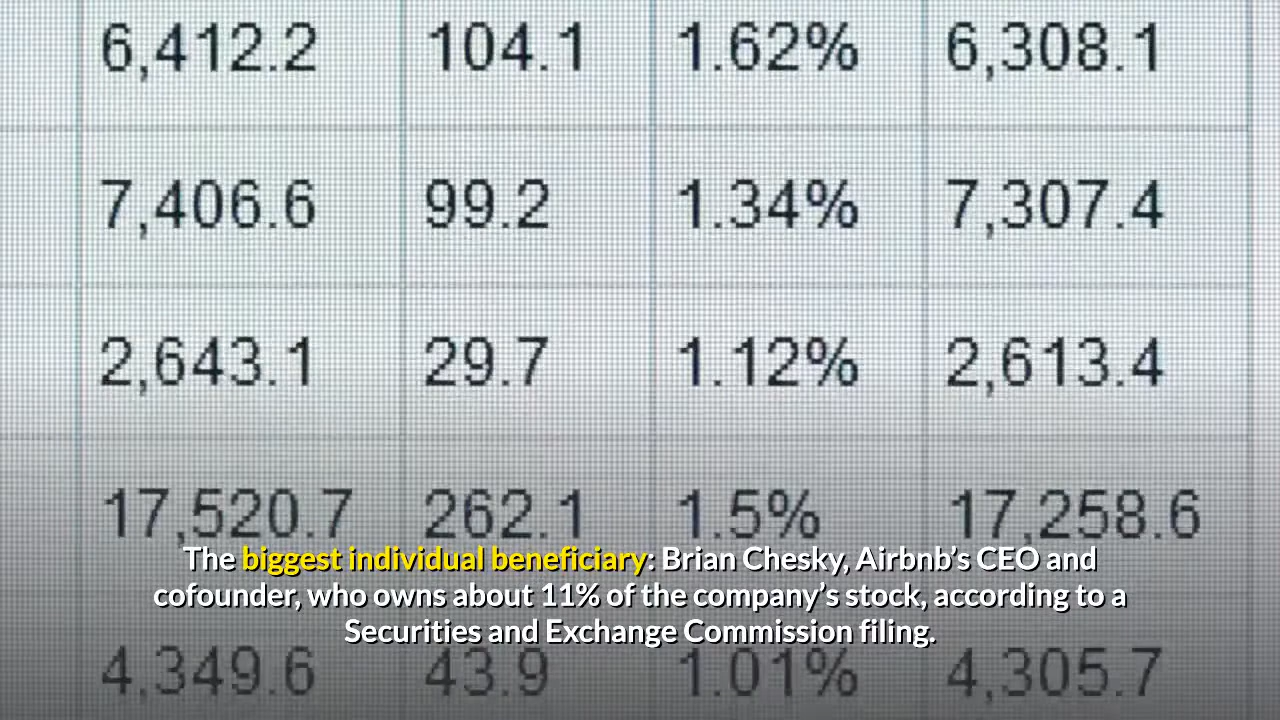 6,412.2 104.1 1.62% 6,308.1
7,406.6 99.2 1.34% 7,307.4
2,643.1 29.7 1.12% 2,613.4
17,520.7 262.1 1.5% 17,258.6
The biggest individual beneficiary: Brian Chesky, Airbnb’s CEO and
cofounder, who owns about 11% of the company’s stock, according to a
Securities and Exchange Commission filing.
4,349.6 43.9 1.01% 4,305.7